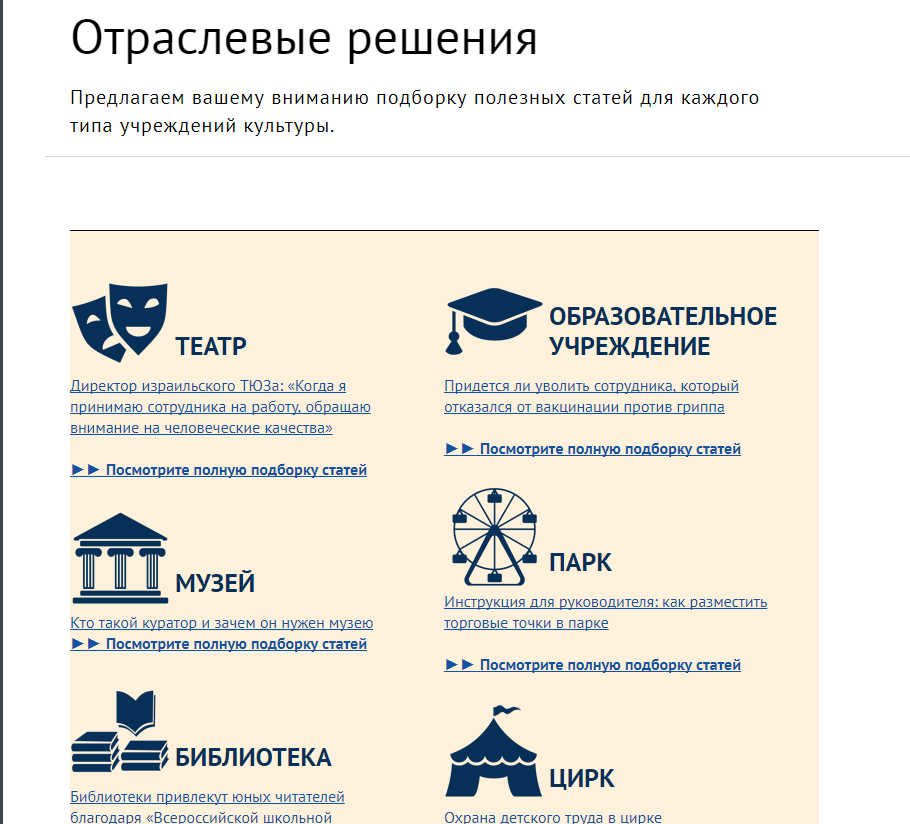 Отраслевые решения
Предлагаем вашему вниманию подборку полезных статей для каждого
типа учреждений культуры.
ТЕАТР
Директор израильского ТЮЗа: «Когда я
принимаю сотрудника на работу, обращаю
внимание на человеческие качества»
►► Посмотрите полную подборку статей
МУЗЕЙ
Кто такой куратор и зачем он нужен музею
►► Посмотрите полную подборку статей
БИБЛИОТЕКА
Библиотеки привлекут юных читателей
благодаря «Всероссийской школьной
ОБРАЗОВАТЕЛЬНОЕ
УЧРЕЖДЕНИЕ
Придется ли уволить сотрудника, который
отказался от вакцинации против гриппа
►► Посмотрите полную подборку статей
ПАРК
Инструкция для руководителя: как разместить
торговые точки в парке
►► Посмотрите полную подборку статей
ЦИРК
Охрана детского труда в цирке